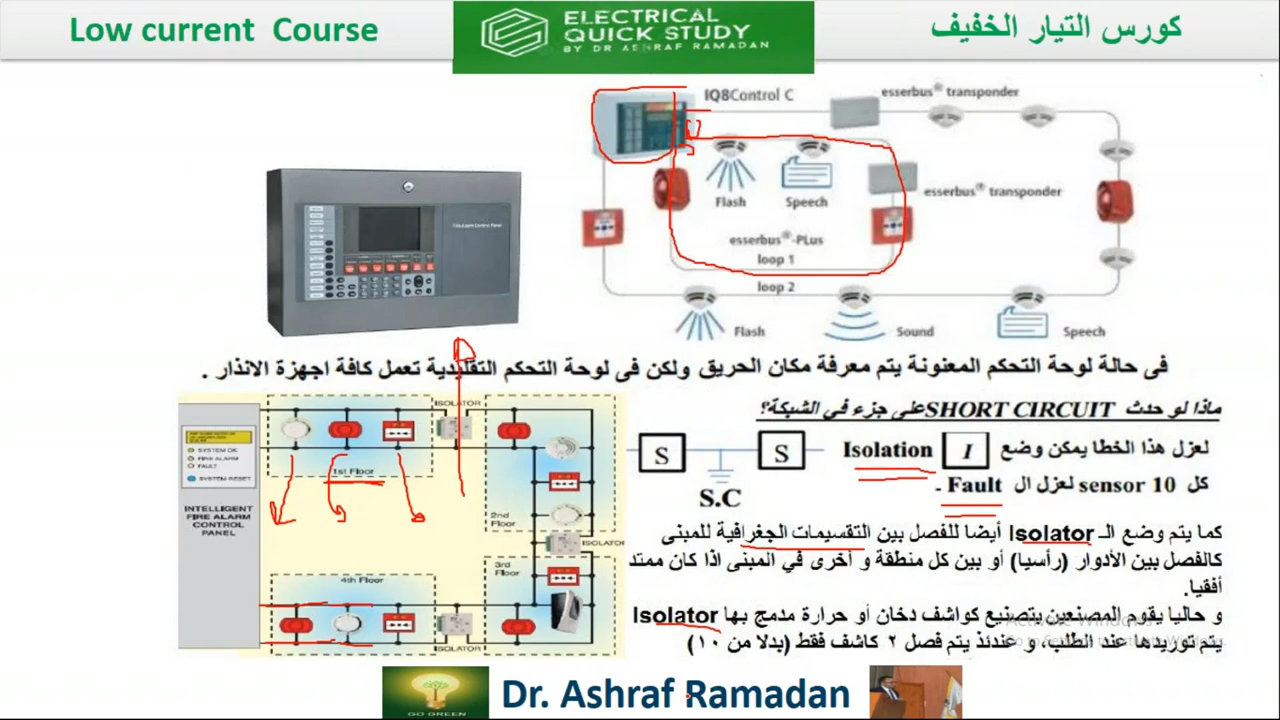 Low current Course
ELECTRICAL
QUICK STUDY
BY DR ASHRAF RAMADAN
كورس التيار الخفيف
IQ8Control C
esserbus® transponder
Flash
Speech
esserbus® transponder
esserbus®-PLus
loop 1
loop 2
Flash
Sound
Speech
فى حالة لوحة التحكم المعنونة يتم معرفة مكان الحريق ولكن فى لوحة التحكم التقليدية تعمل كافة اجهزة الانذار .
ISOLATOR
SYSTEM OK
FIRE ALARM
FAULT
SYSTEM RESET
1st Floor
INTELLIGENT
FIRE ALARM
CONTROL
PANEL
2nd
Floor
ISOLATOR
3rd
Floor
4th Floor
ISOLATOR
ماذا لو حدث SHORT CIRCUIT على جزء في الشبكة؟
S
S
S.C
لعزل هذا الخطا يمكن وضع I Isolation
كل 10 sensor لعزل ال Fault .
كما يتم وضع الـ Isolator أيضا للفصل بين التقسيمات الجغرافية للمبنى
كالفصل بين الأدوار (رأسيا) أو بين كل منطقة و أخرى في المبنى اذا كان ممتد
أفقيا.
و حاليا يقوم المصنعين بتصنيع كواشف دخان أو حرارة مدمج بها Isolator
يتم توريدها عند الطلب، و عندئذ يتم فصل ٢ كاشف فقط (بدلا من ١٠)
Activate Windows
GO GREEN
Dr. Ashraf Ramadan